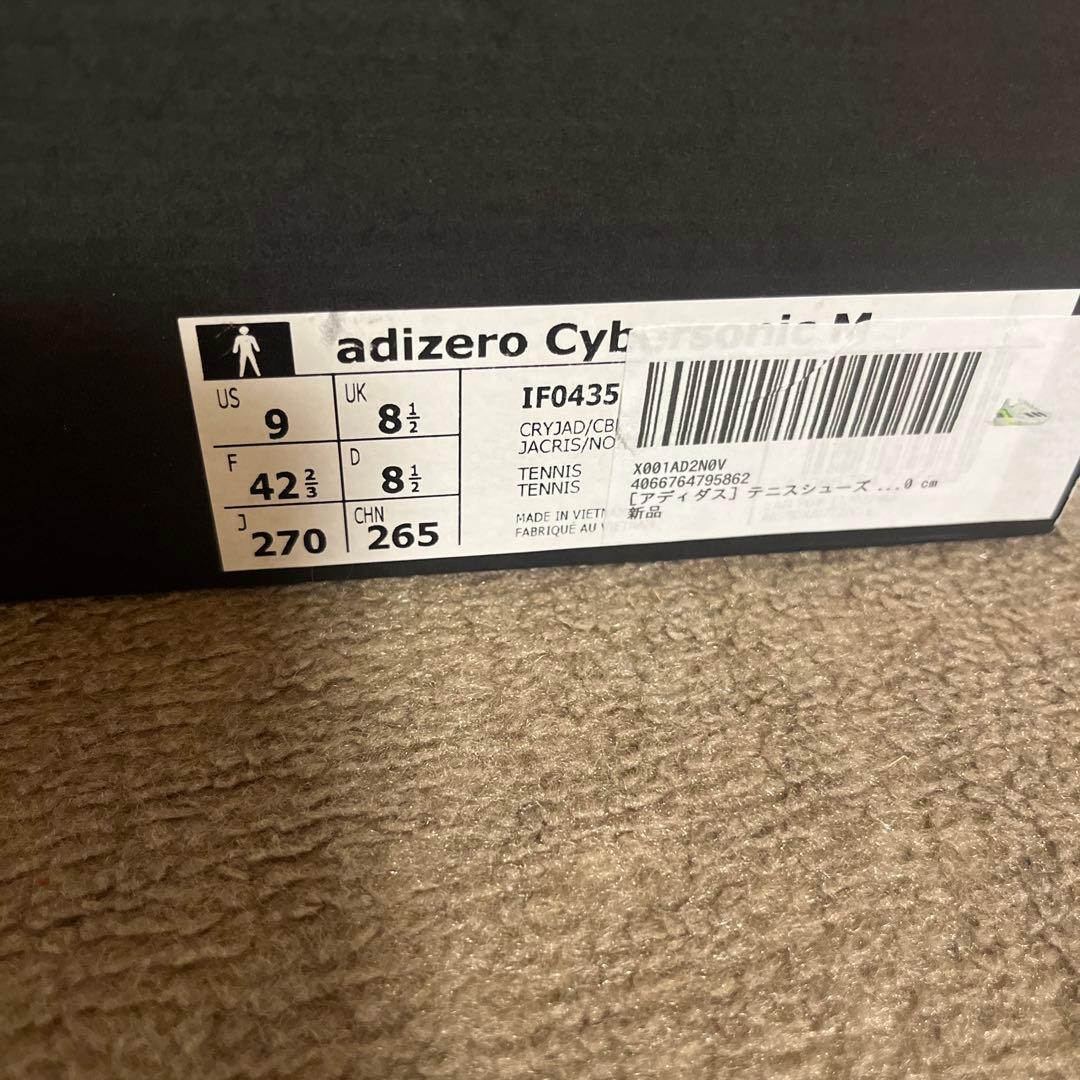 adizero Cybersonic M
US 9 UK 8 1/2
F 42 2/3 D 8 1/2
J 270 CHN 265
IF0435
CRYJAD/CB
JACRIS/NO
TENNIS
TENNIS
MADE IN VIETN
FABRIQUÉ AU V
X001AD2N0V
4066764795862
[アディダス] テニスシューズ ...0 cm
新品